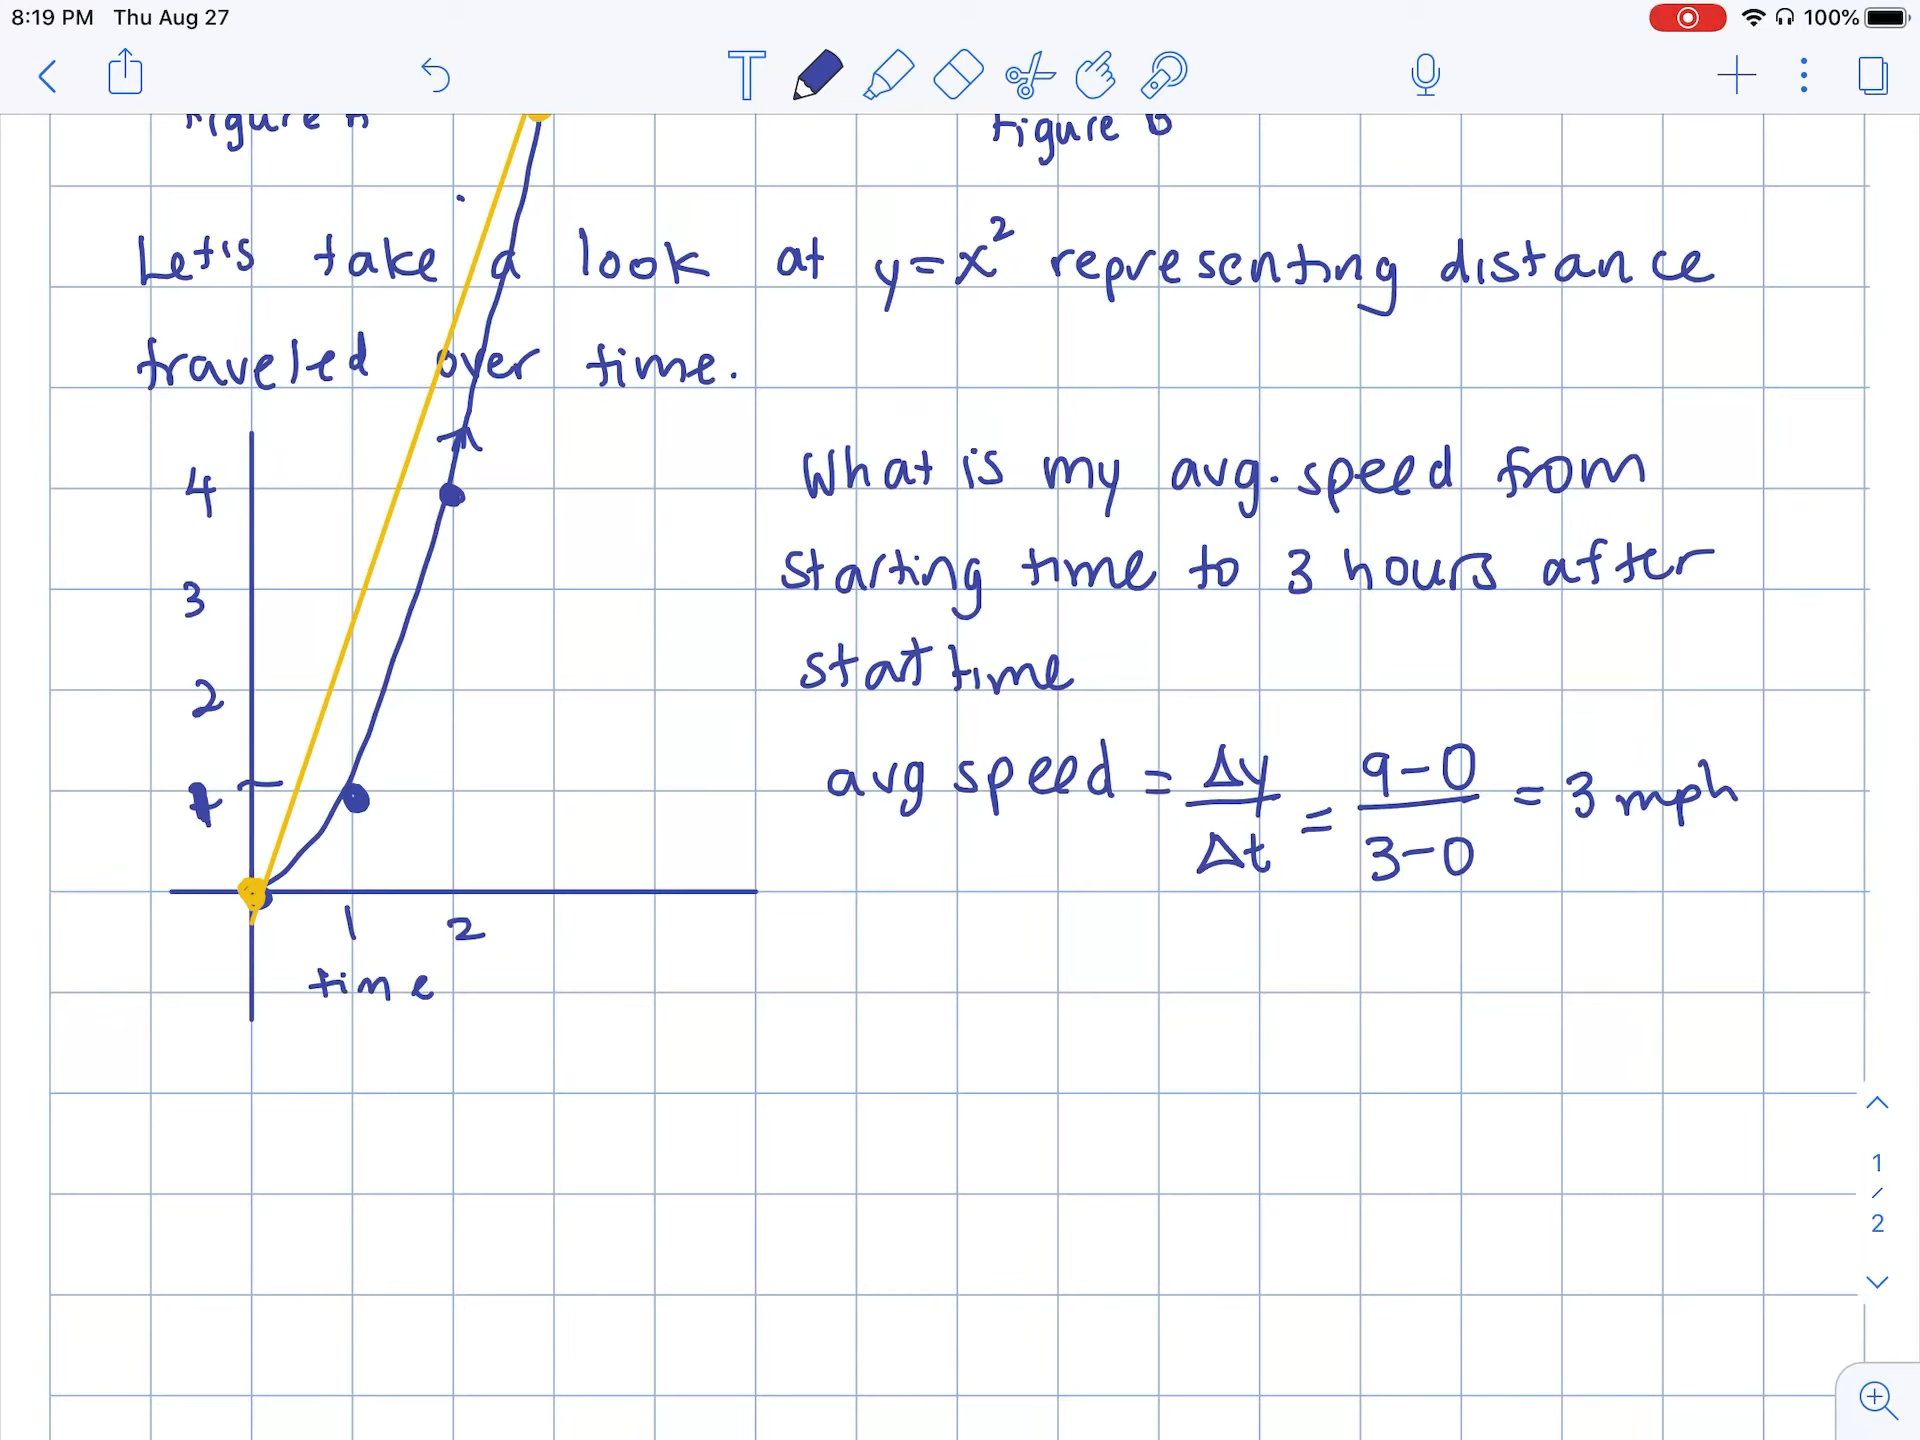 8:19 PM Thu Aug 27
100%
T
Figure A
Figure B
Let's take a look at y=x² representing distance
traveled over time.
4
3
2
1
1 2
time
What is my avg. speed from
starting time to 3 hours after
start time
avg speed = Δy/Δt = 9-0/3-0 = 3 mph
1
/
2